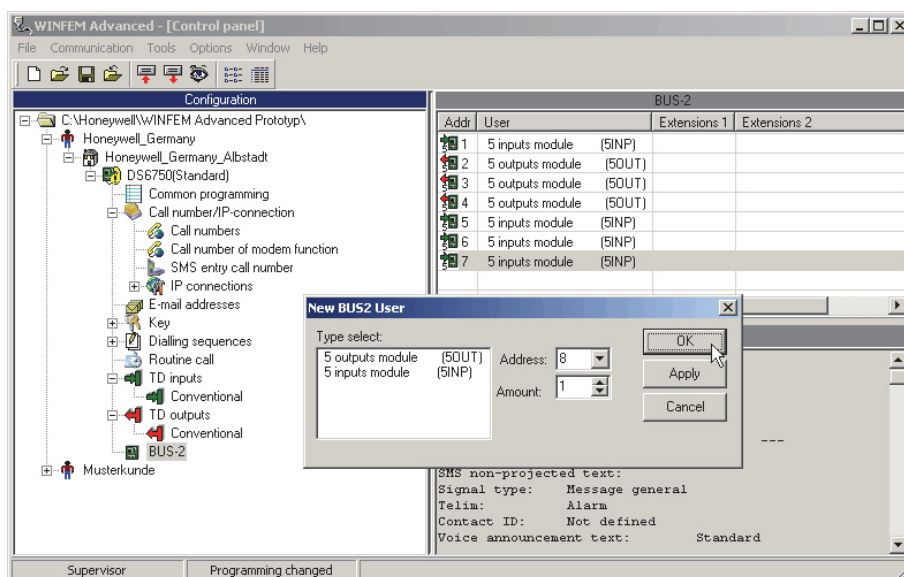 WINFEM Advanced - [Control panel]
File Communication Tools Options Window Help
Configuration
C:\Honeywell\WINFEM Advanced Prototyp\
Honeywell_Germany
Honeywell_Germany_Albstadt
DS6750(Standard)
Common programming
Call number/IP-connection
Call numbers
Call number of modem function
SMS entry call number
IP connections
E-mail addresses
Key
Dialling sequences
Routine call
TD inputs
Conventional
TD outputs
Conventional
BUS-2
Musterkunde
BUS-2
Addr User Extensions 1 Extensions 2
1 5 inputs module (5INP)
2 5 outputs module (5OUT)
3 5 outputs module (5OUT)
4 5 outputs module (5OUT)
5 5 inputs module (5INP)
6 5 inputs module (5INP)
7 5 inputs module (5INP)
New BUS2 User
Type select:
5 outputs module (5OUT)
5 inputs module (5INP)
Address: 8
Amount: 1
OK
Apply
Cancel
---
SMS non-projected text:
Signal type: Message general
Telim: Alarm
Contact ID: Not defined
Voice announcement text: Standard
Supervisor Programming changed